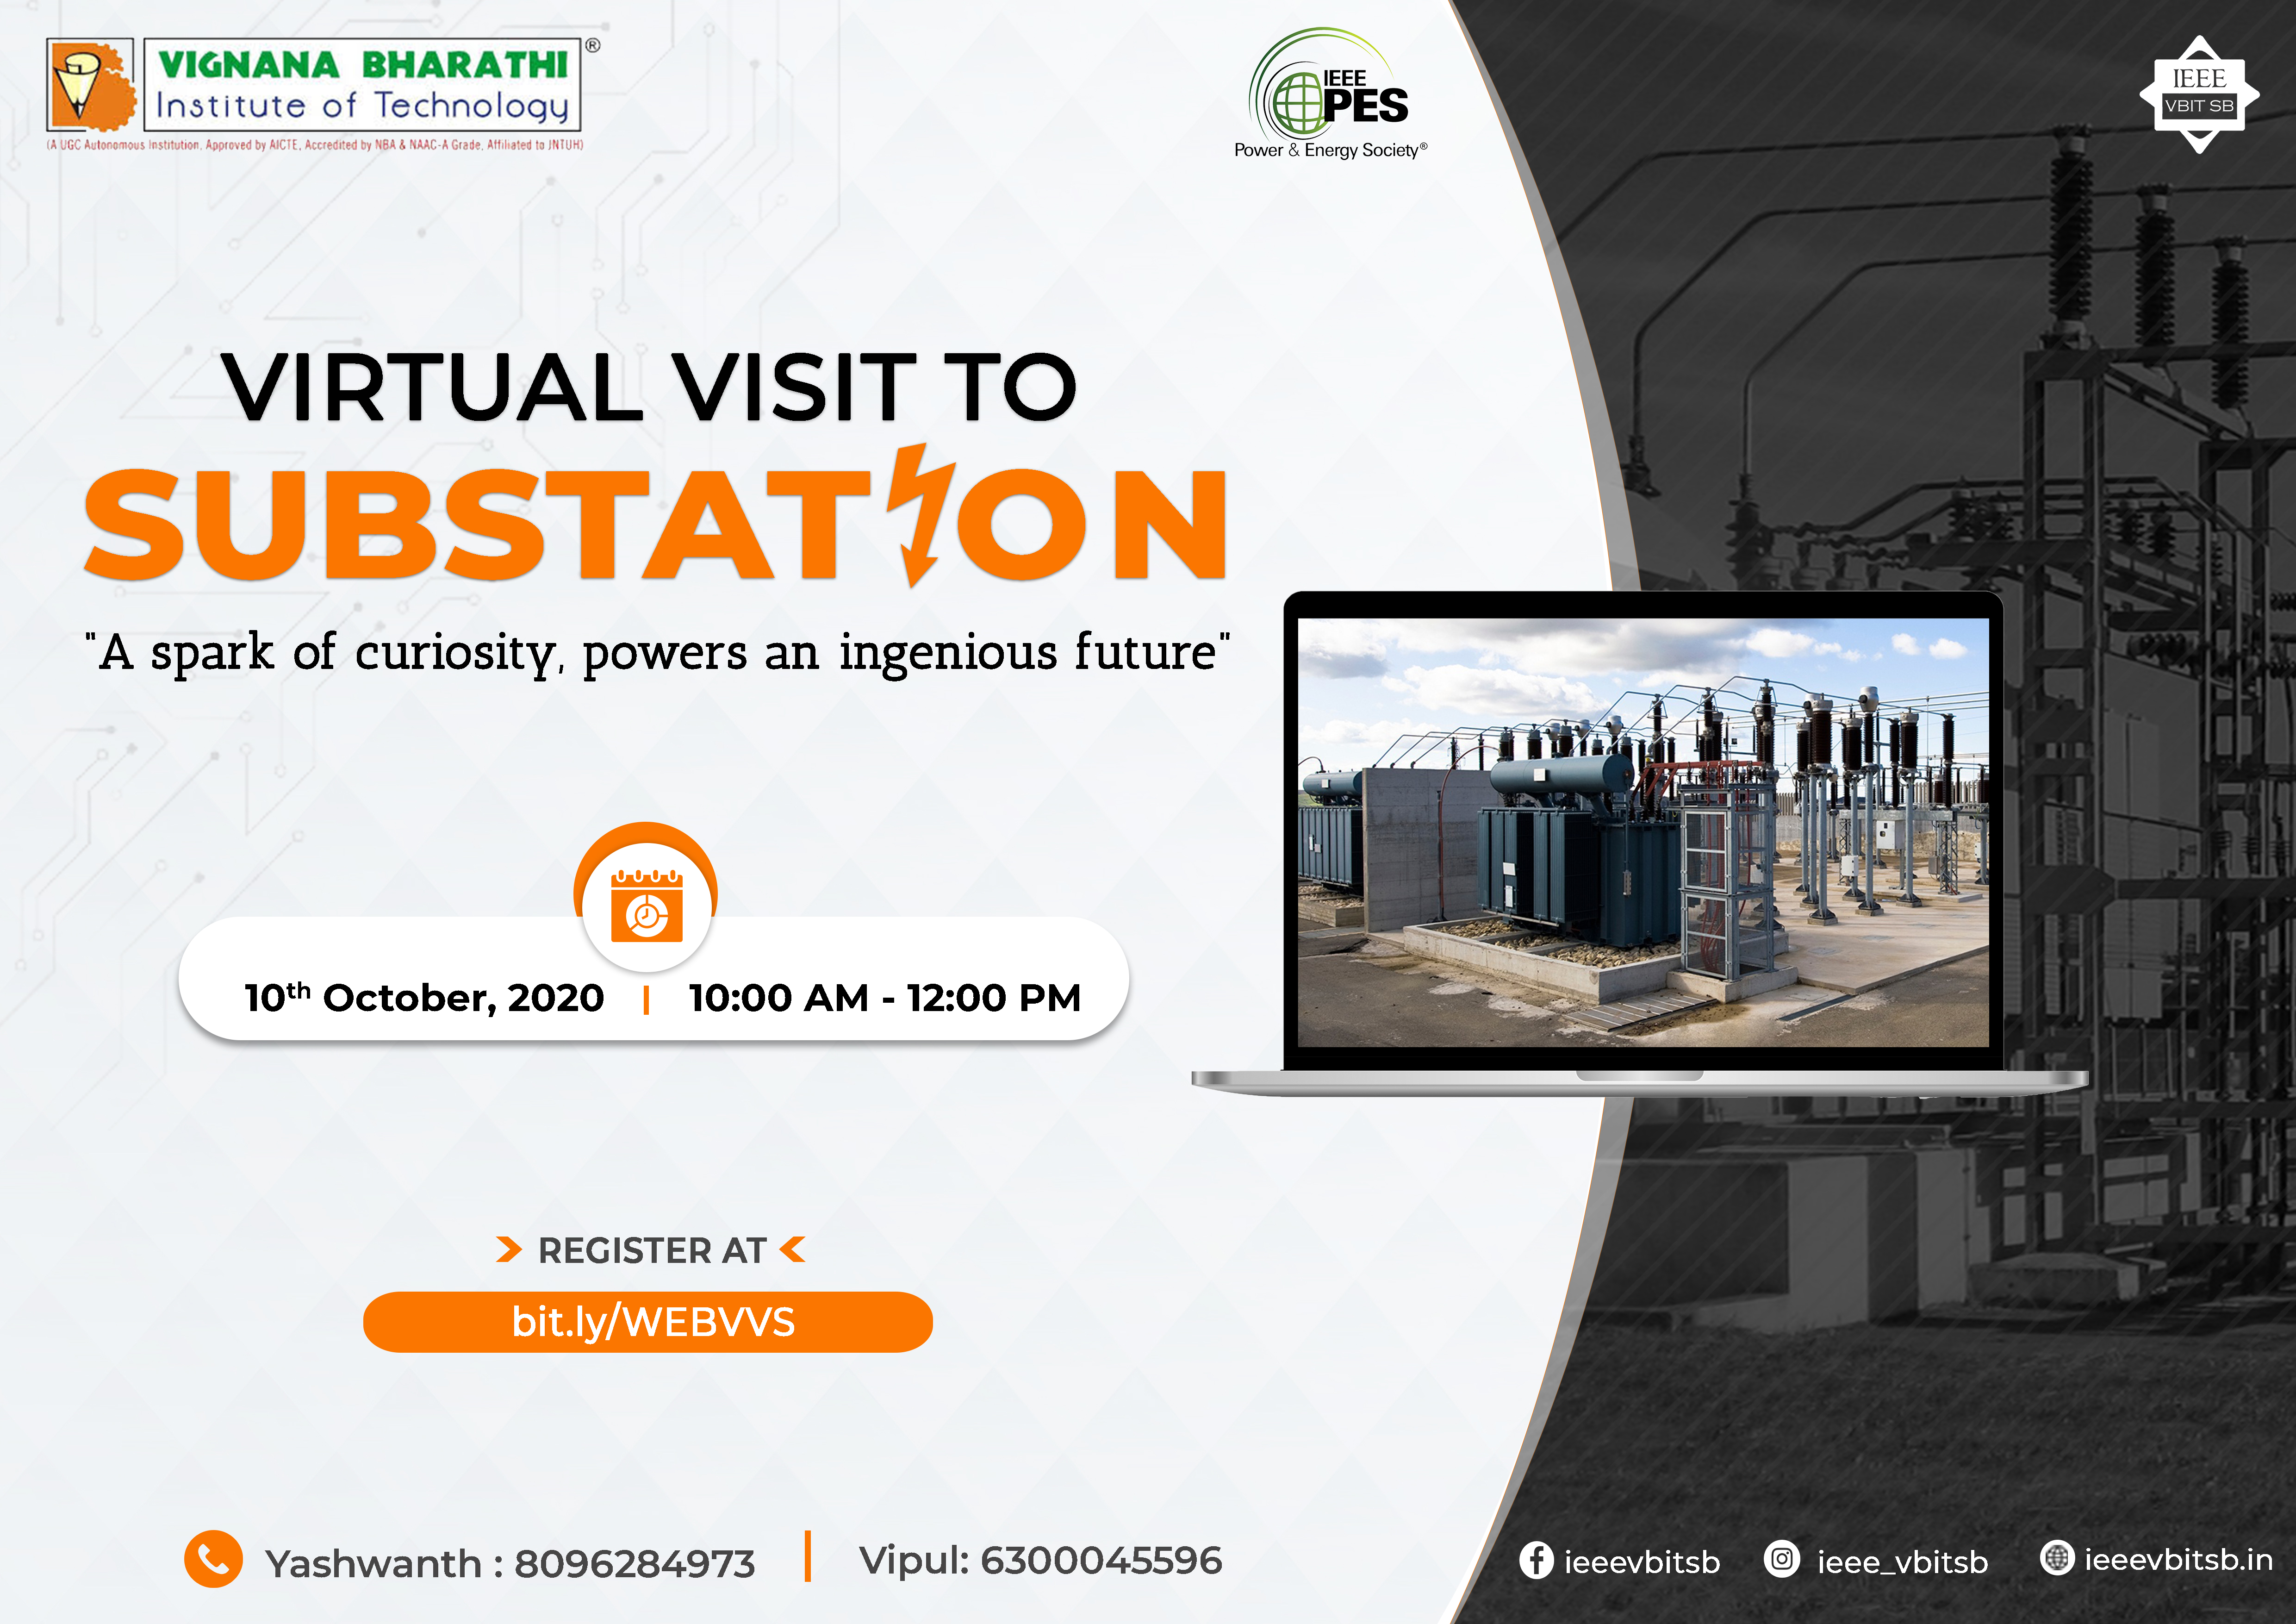 VIGNANA BHARATHI ®
Institute of Technology
(A UGC Autonomous Institution, Approved by AICTE, Accredited by NBA & NAAC-A Grade, Affiliated to JNTUH)
IEEE
PES
Power & Energy Society®
IEEE
VBIT SB
VIRTUAL VISIT TO
SUBSTATION
"A spark of curiosity, powers an ingenious future"
10th October, 2020 | 10:00 AM - 12:00 PM
REGISTER AT
bit.ly/WEBVVS
Yashwanth : 8096284973 | Vipul: 6300045596
ieeevbitsb ieee_vbitsb ieeevbitsb.in